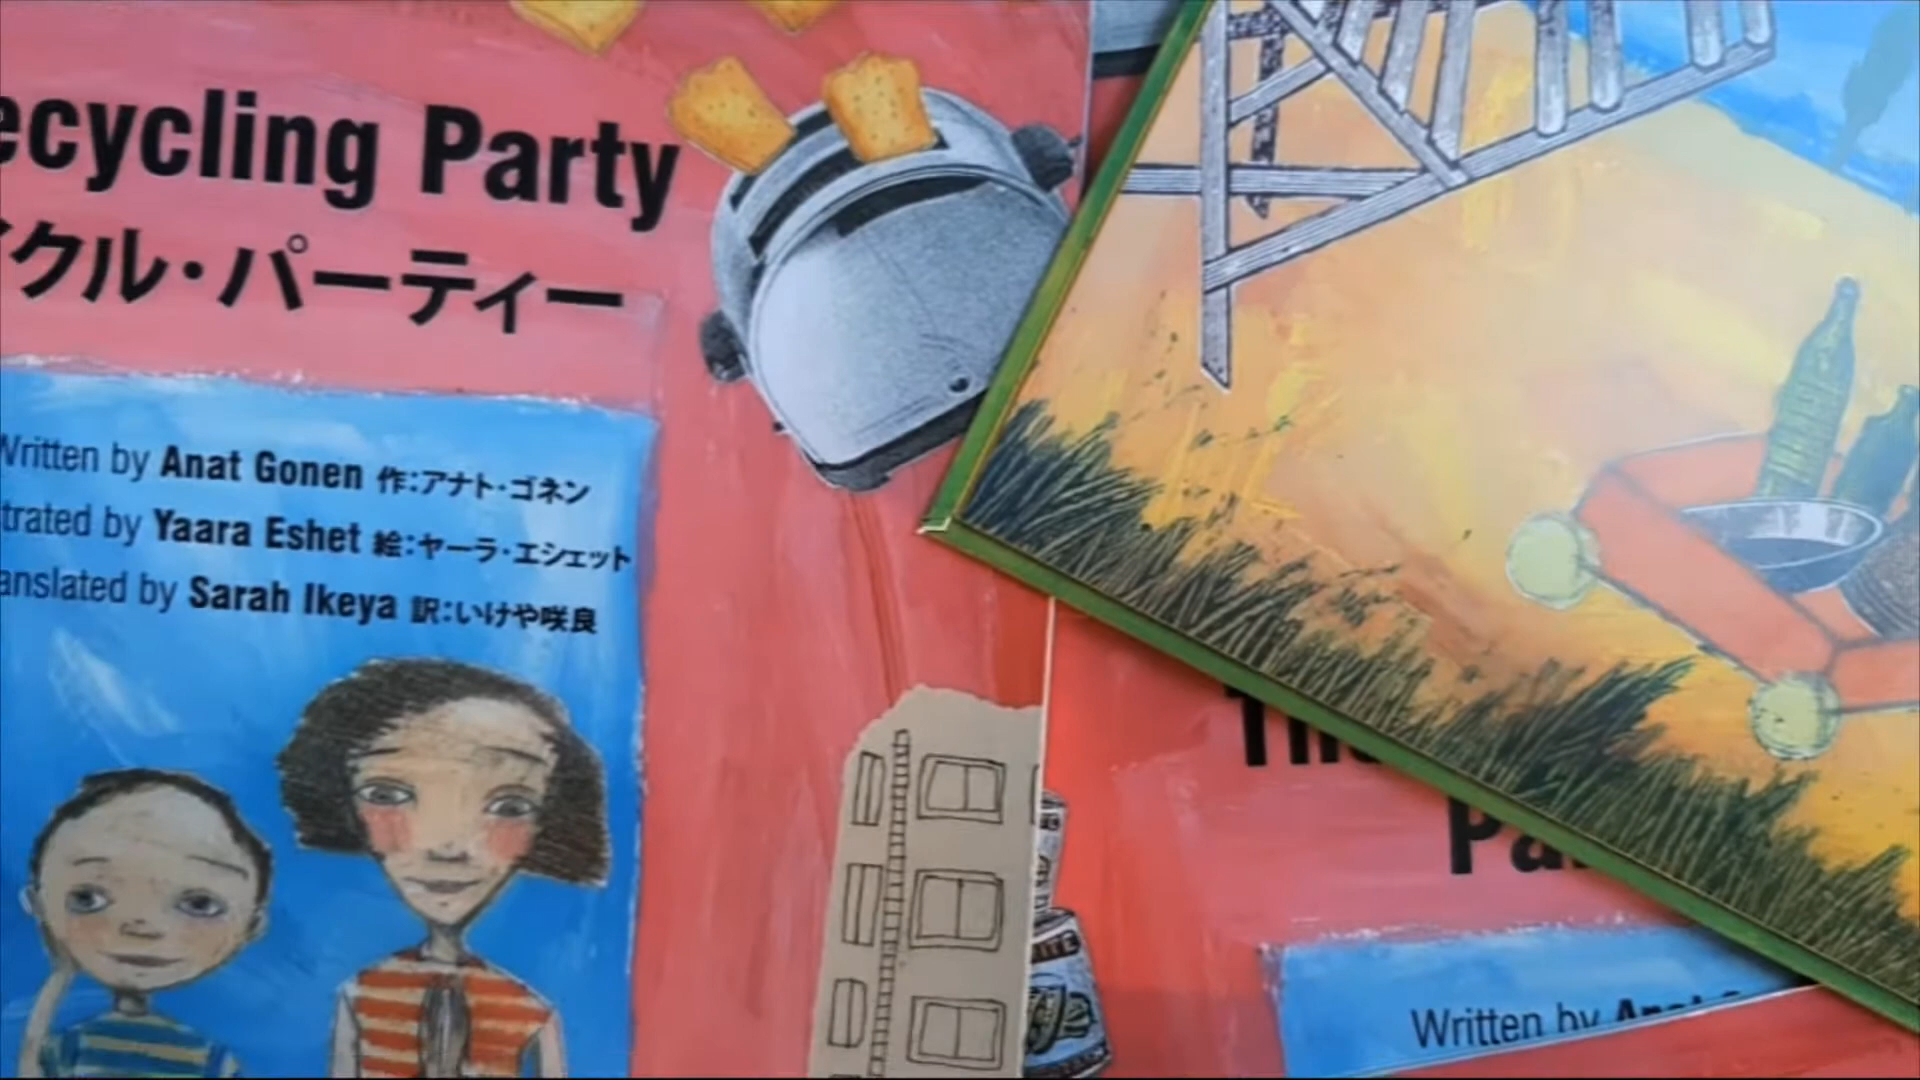 ecycling Party
イクル・パーティー
Written by Anat Gonen 作:アナト・ゴネン
strated by Yaara Eshet 絵:ヤーラ・エシェット
anslated by Sarah Ikeya 訳:いけや咲良
Written by